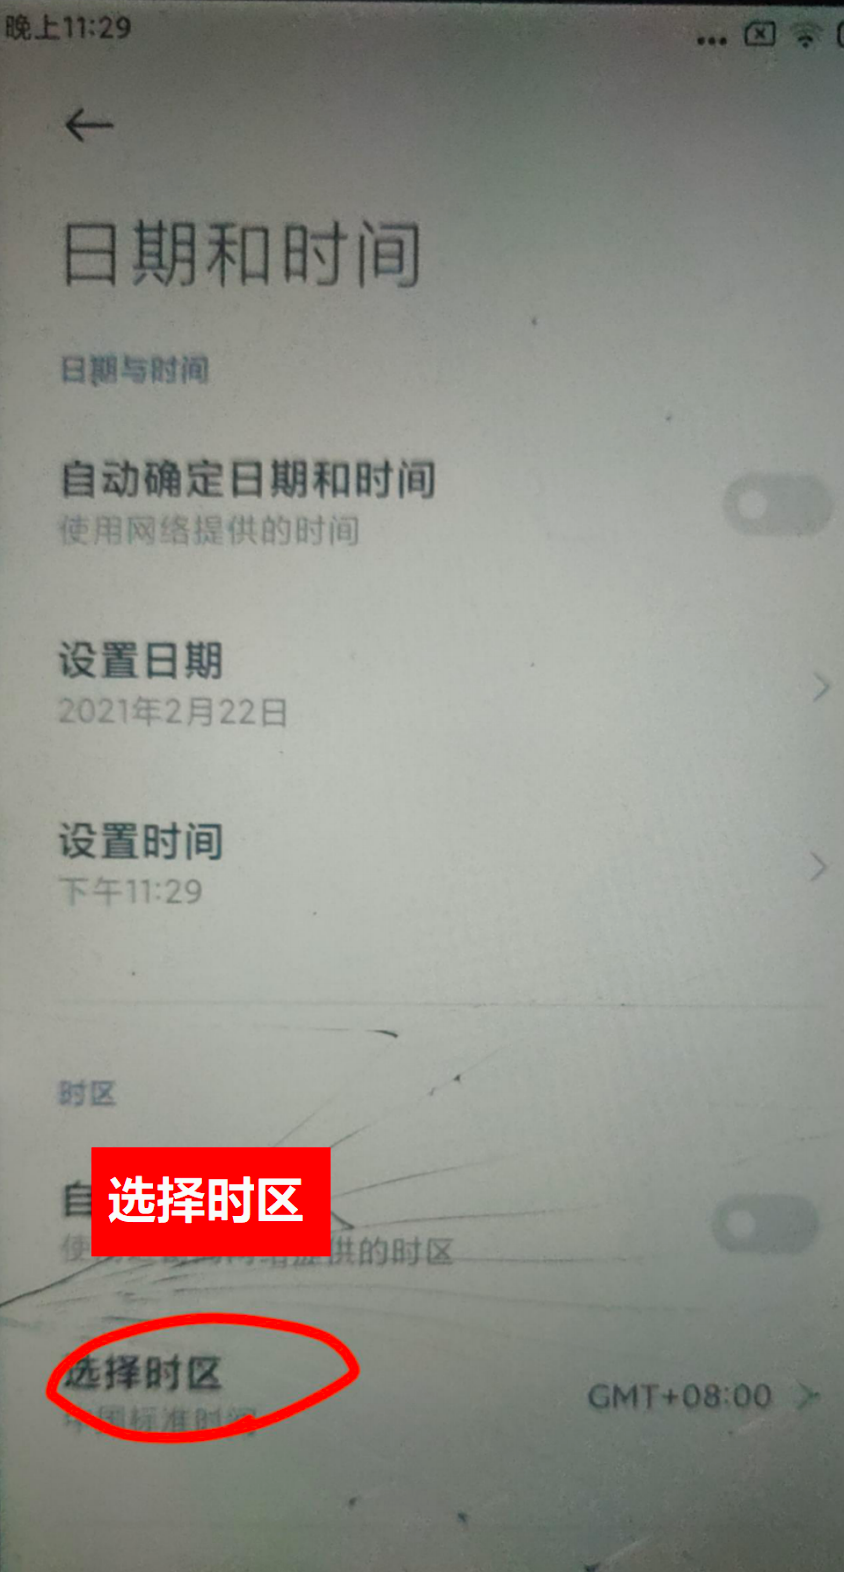 晚上11:29
日期和时间
日期与时间
自动确定日期和时间
使用网络提供的时间
设置日期
2021年2月22日
设置时间
下午11:29
时区
自
选择时区
使 供的时区
选择时区
中国标准时间
GMT+08:00